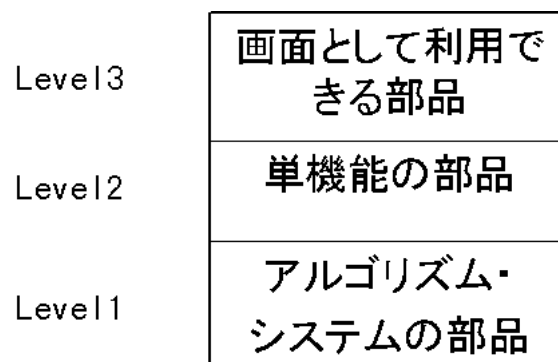 Level3
画面として利用で
きる部品
Level2
単機能の部品
Level1
アルゴリズム・
システムの部品